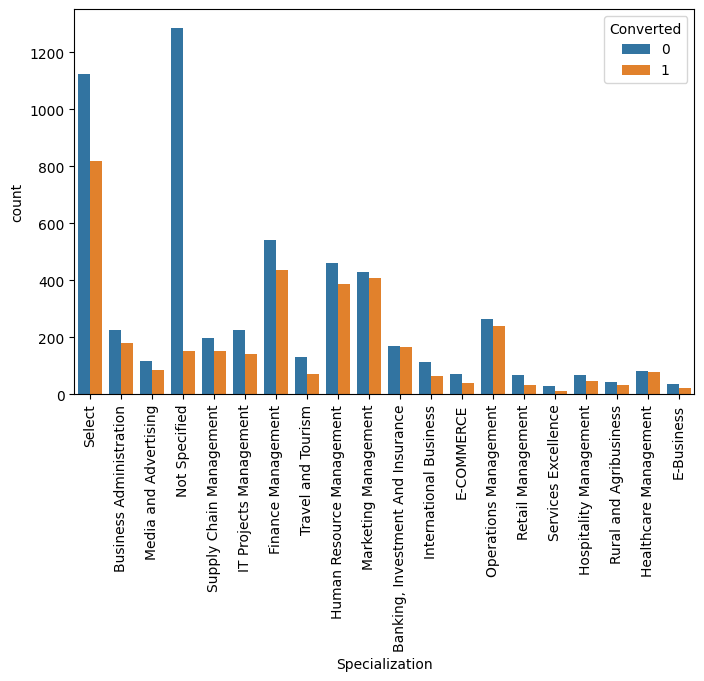 Converted
0
1
count
1200
1000
800
600
400
200
0
Select
Business Administration
Media and Advertising
Not Specified
Supply Chain Management
IT Projects Management
Finance Management
Travel and Tourism
Human Resource Management
Marketing Management
Banking, Investment And Insurance
International Business
E-COMMERCE
Operations Management
Retail Management
Services Excellence
Hospitality Management
Rural and Agribusiness
Healthcare Management
E-Business
Specialization